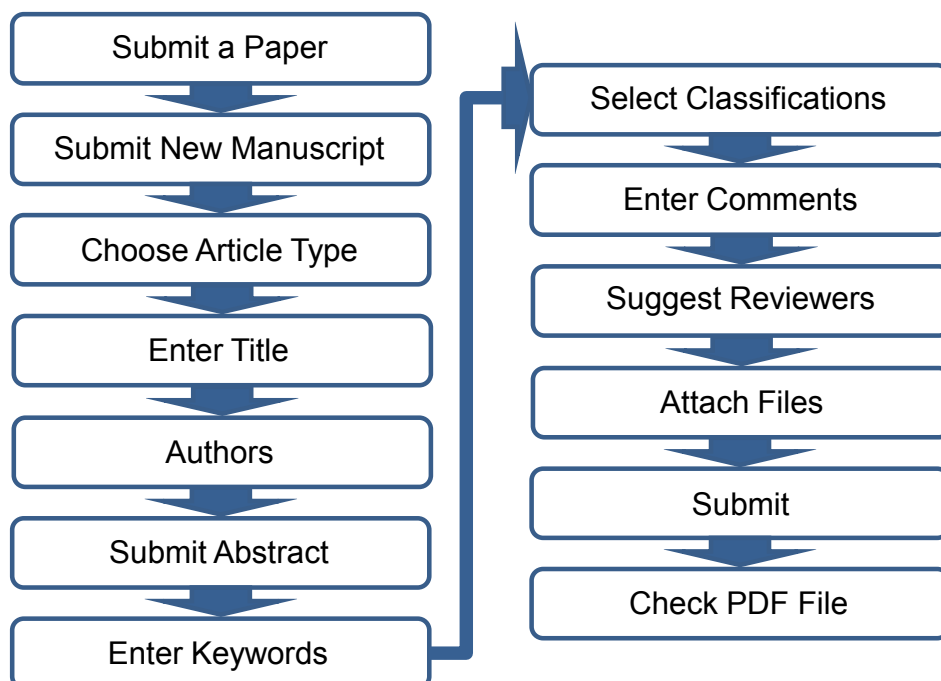 Submit a Paper
Submit New Manuscript
Choose Article Type
Enter Title
Authors
Submit Abstract
Enter Keywords
Select Classifications
Enter Comments
Suggest Reviewers
Attach Files
Submit
Check PDF File